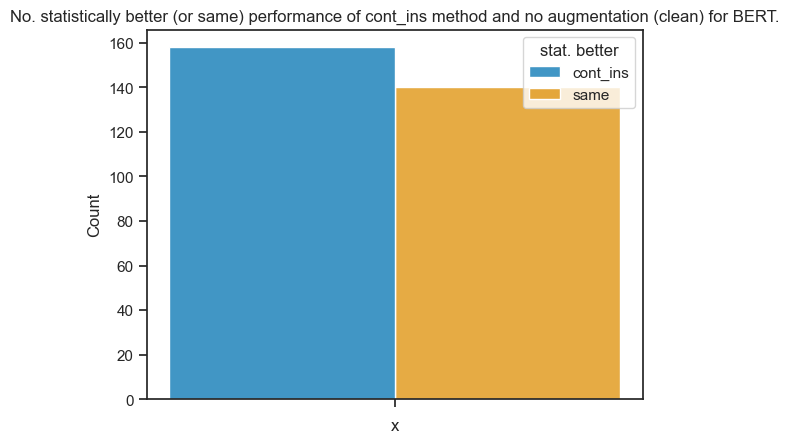 No. statistically better (or same) performance of cont_ins method and no augmentation (clean) for BERT.
stat. better
cont_ins
same
160
140
120
100
80
60
40
20
0
Count
x